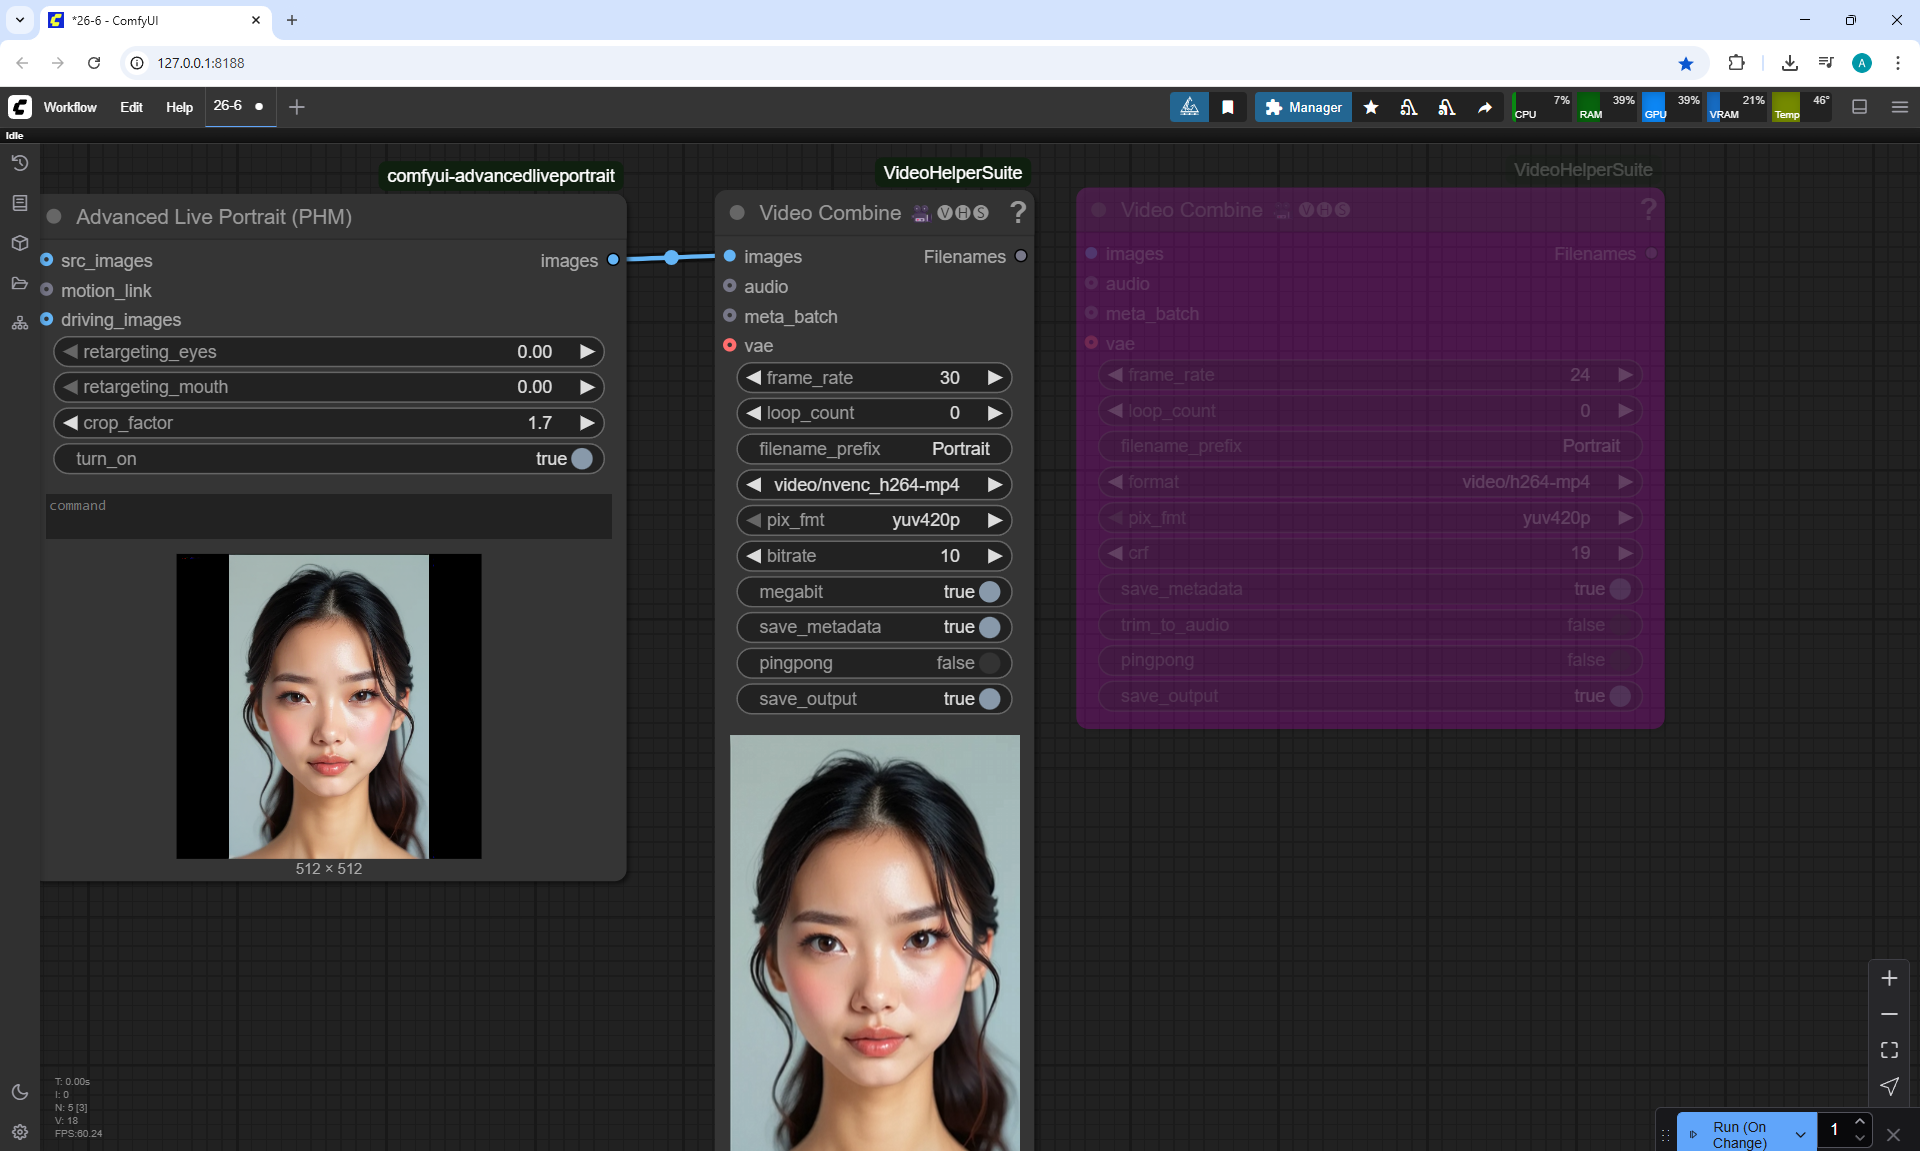 *26-6 - ComfyUI
127.0.0.1:8188
Workflow Edit Help 26-6
Manager
CPU 7% RAM 39% GPU 39% VRAM 21% Temp 46°
Idle
comfyui-advancedliveportrait
Advanced Live Portrait (PHM)
src_images images
motion_link
driving_images
retargeting_eyes 0.00
retargeting_mouth 0.00
crop_factor 1.7
turn_on true
command
512 × 512
VideoHelperSuite
Video Combine VHS ?
images Filenames
audio
meta_batch
vae
frame_rate 30
loop_count 0
filename_prefix Portrait
video/nvenc_h264-mp4
pix_fmt yuv420p
bitrate 10
megabit true
save_metadata true
pingpong false
save_output true
VideoHelperSuite
Video Combine VHS ?
images Filenames
audio
meta_batch
vae
frame_rate 24
loop_count 0
filename_prefix Portrait
format video/h264-mp4
pix_fmt yuv420p
crf 19
save_metadata true
trim_to_audio false
pingpong false
save_output true
T: 0.00s
I: 0
N: 5 [3]
V: 18
FPS:60.24
Run (On
Change)
1
A